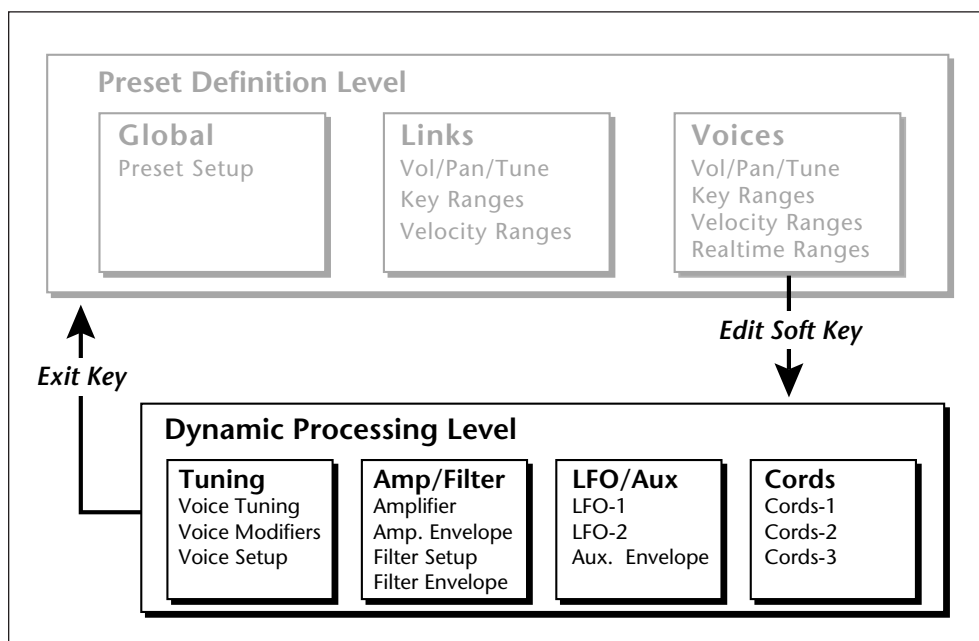 Preset Definition Level
Global
Preset Setup
Links
Vol/Pan/Tune
Key Ranges
Velocity Ranges
Voices
Vol/Pan/Tune
Key Ranges
Velocity Ranges
Realtime Ranges
Edit Soft Key
Exit Key
Dynamic Processing Level
Tuning
Voice Tuning
Voice Modifiers
Voice Setup
Amp/Filter
Amplifier
Amp. Envelope
Filter Setup
Filter Envelope
LFO/Aux
LFO-1
LFO-2
Aux. Envelope
Cords
Cords-1
Cords-2
Cords-3